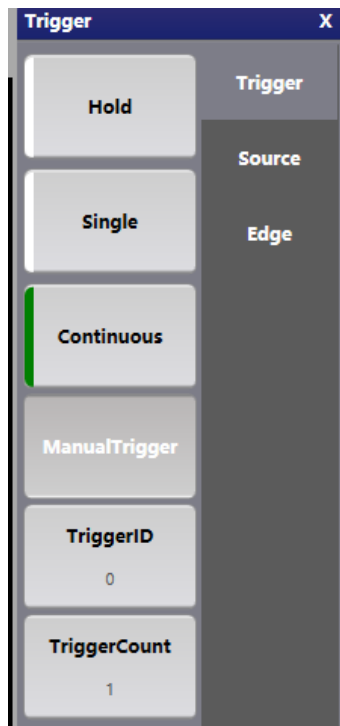 Trigger X
Hold
Single
Continuous
ManualTrigger
TriggerID
0
TriggerCount
1
Trigger
Source
Edge